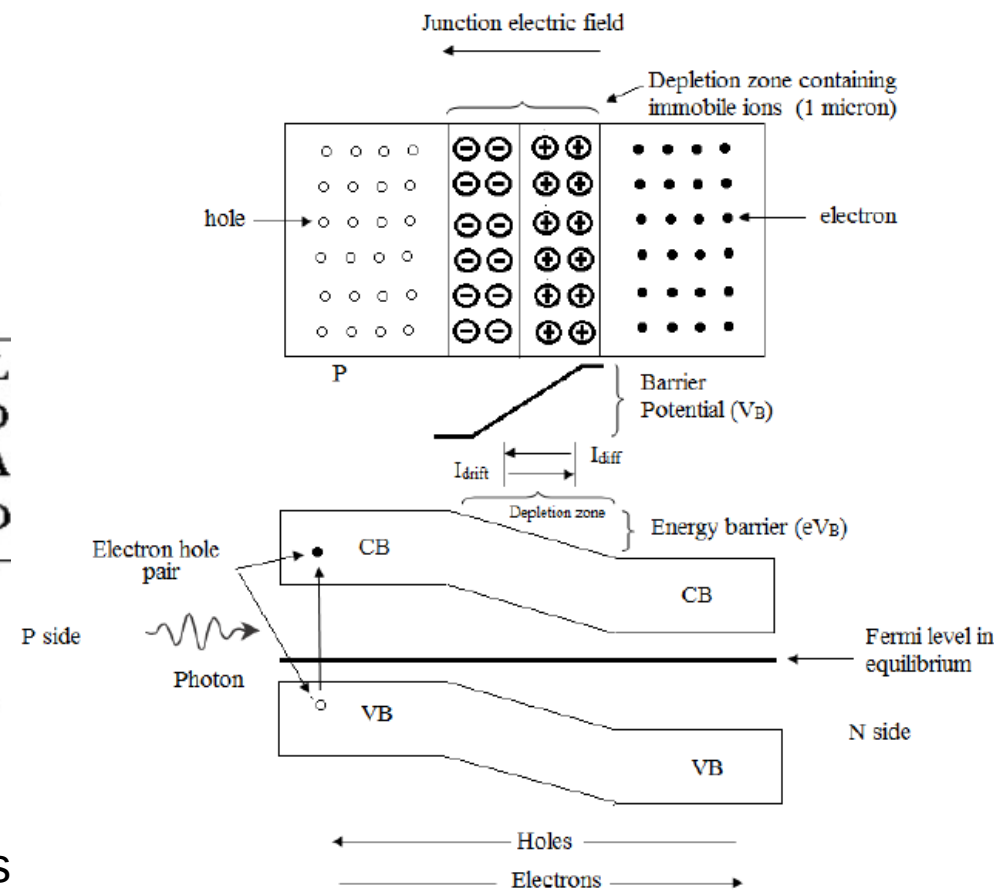 Junction electric field
Depletion zone containing
immobile ions (1 micron)
hole
electron
P
Barrier
Potential (VB)
Idrift
Idiff
Depletion zone
Energy barrier (eVB)
Electron hole
pair
CB
CB
P side
Photon
Fermi level in
equilibrium
VB
N side
VB
Holes
Electrons
s